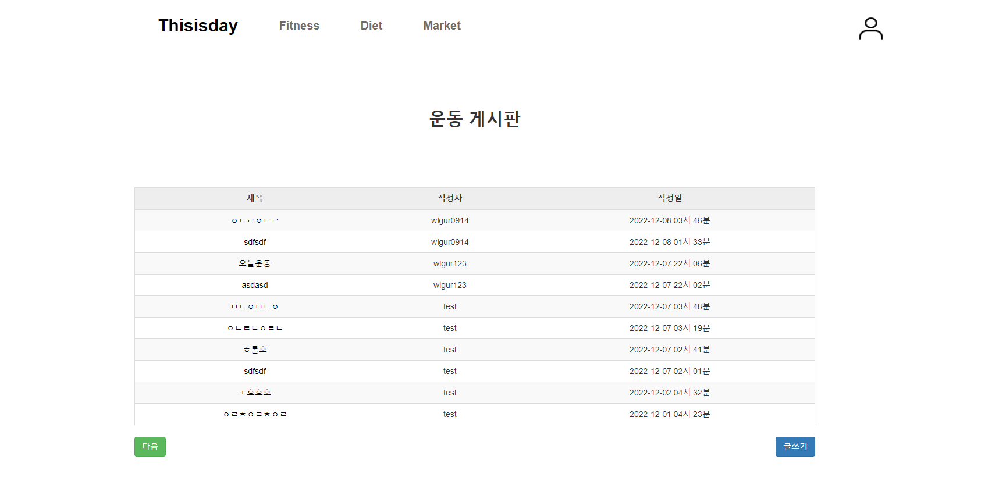 Thisisday Fitness Diet Market
운동 게시판
제목 작성자 작성일
ㅇㄴㄹㅇㄴㄹ wlgur0914 2022-12-08 03시 46분
sdfsdf wlgur0914 2022-12-08 01시 33분
오늘운동 wlgur123 2022-12-07 22시 06분
asdasd wlgur123 2022-12-07 22시 02분
ㅁㄴㅇㅁㄴㅇ test 2022-12-07 03시 48분
ㅇㄴㄹㄴㅇㄹㄴ test 2022-12-07 03시 19분
ㅎ롤호 test 2022-12-07 02시 41분
sdfsdf test 2022-12-07 02시 01분
ㅗ흐흐호 test 2022-12-02 04시 32분
ㅇㄹㅎㅇㄹㅎㅇㄹ test 2022-12-01 04시 23분
다음 글쓰기